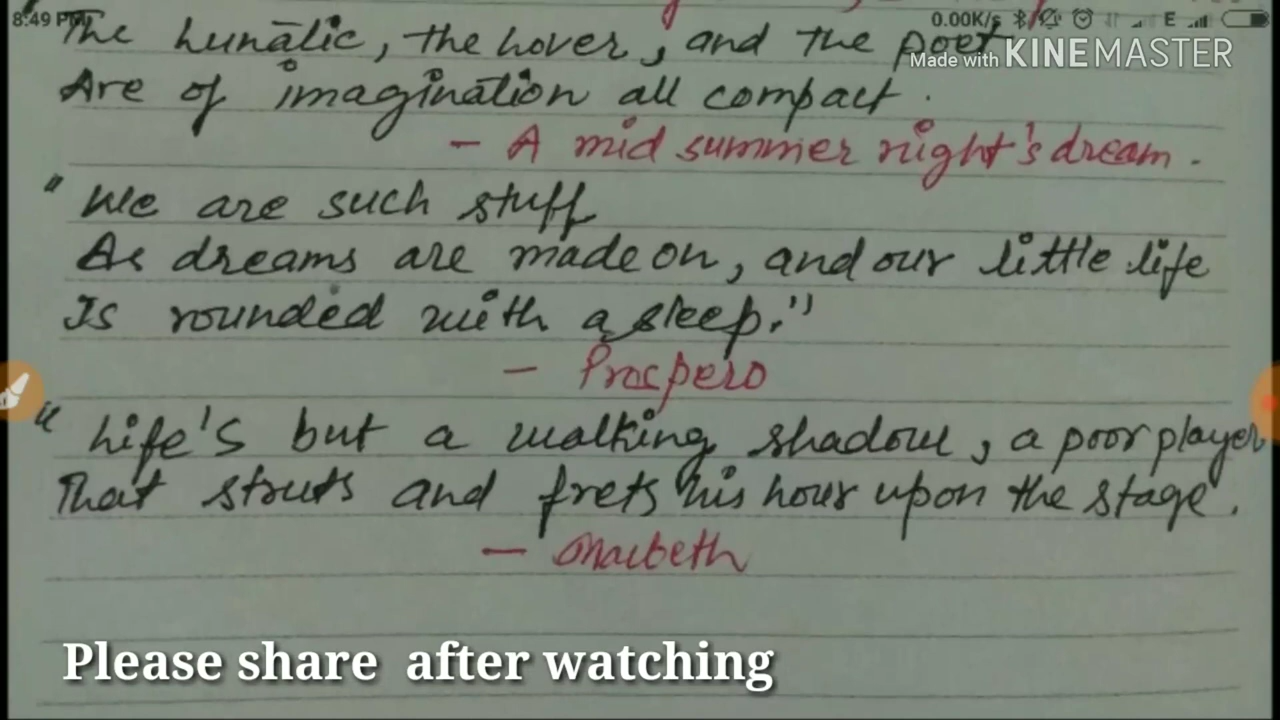 8:49 PM 0.00K/s E
The Lunatic, the Lover, and the poet
Made with KINEMASTER
Are of imagination all compact.
- A mid summer night's dream.
"We are such stuff
As dreams are made on, and our little life
Is rounded with a sleep."
- Prospero
"Life's but a walking shadow, a poor player
That struts and frets his hour upon the stage.
- Macbeth
Please share after watching